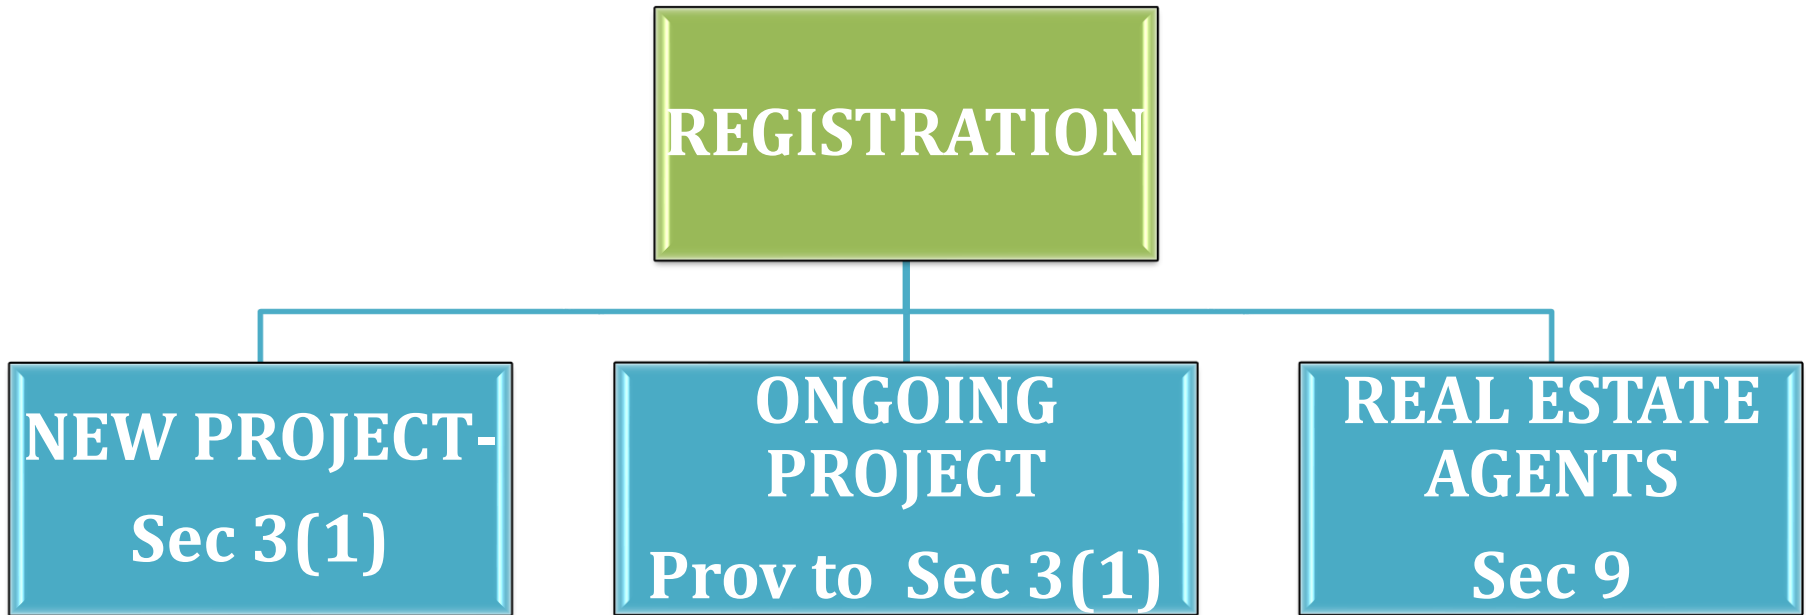 REGISTRATION
NEW PROJECT-
Sec 3(1)
ONGOING
PROJECT
Prov to Sec 3(1)
REAL ESTATE
AGENTS
Sec 9